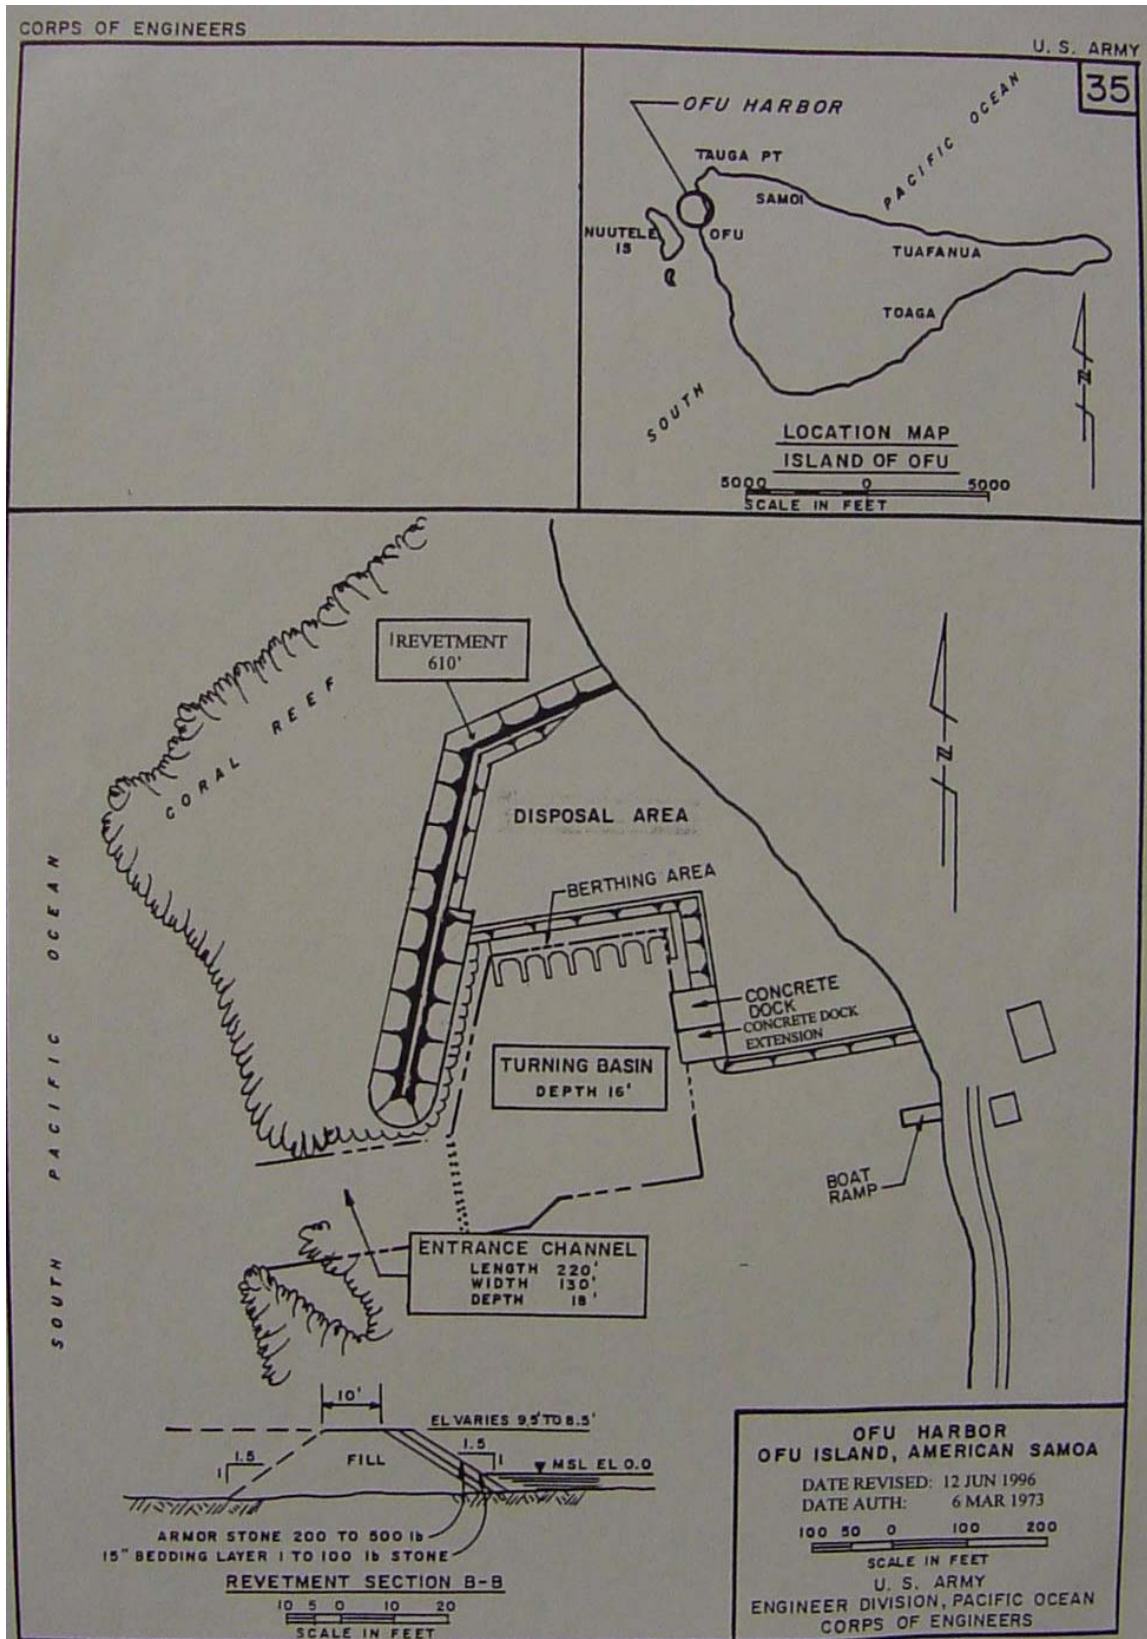 CORPS OF ENGINEERS
U. S. ARMY
35
OFU HARBOR
PACIFIC OCEAN
TAUGA PT
SAMOI
NUUTELE
IS
OFU
TUAFANUA
TOAGA
SOUTH
N
LOCATION MAP
ISLAND OF OFU
5000 0 5000
SCALE IN FEET
REVETMENT
610'
CORAL REEF
N
DISPOSAL AREA
BERTHING AREA
SOUTH PACIFIC OCEAN
CONCRETE
DOCK
CONCRETE DOCK
EXTENSION
TURNING BASIN
DEPTH 16'
BOAT
RAMP
ENTRANCE CHANNEL
LENGTH 220'
WIDTH 130'
DEPTH 18'
10'
EL VARIES 9.5' TO 8.5'
1.5
1
FILL
1.5
1
MSL EL 0.0
ARMOR STONE 200 TO 500 lb
15" BEDDING LAYER 1 TO 100 lb STONE
REVETMENT SECTION B-B
10 5 0 10 20
SCALE IN FEET
OFU HARBOR
OFU ISLAND, AMERICAN SAMOA
DATE REVISED: 12 JUN 1996
DATE AUTH: 6 MAR 1973
100 50 0 100 200
SCALE IN FEET
U. S. ARMY
ENGINEER DIVISION, PACIFIC OCEAN
CORPS OF ENGINEERS